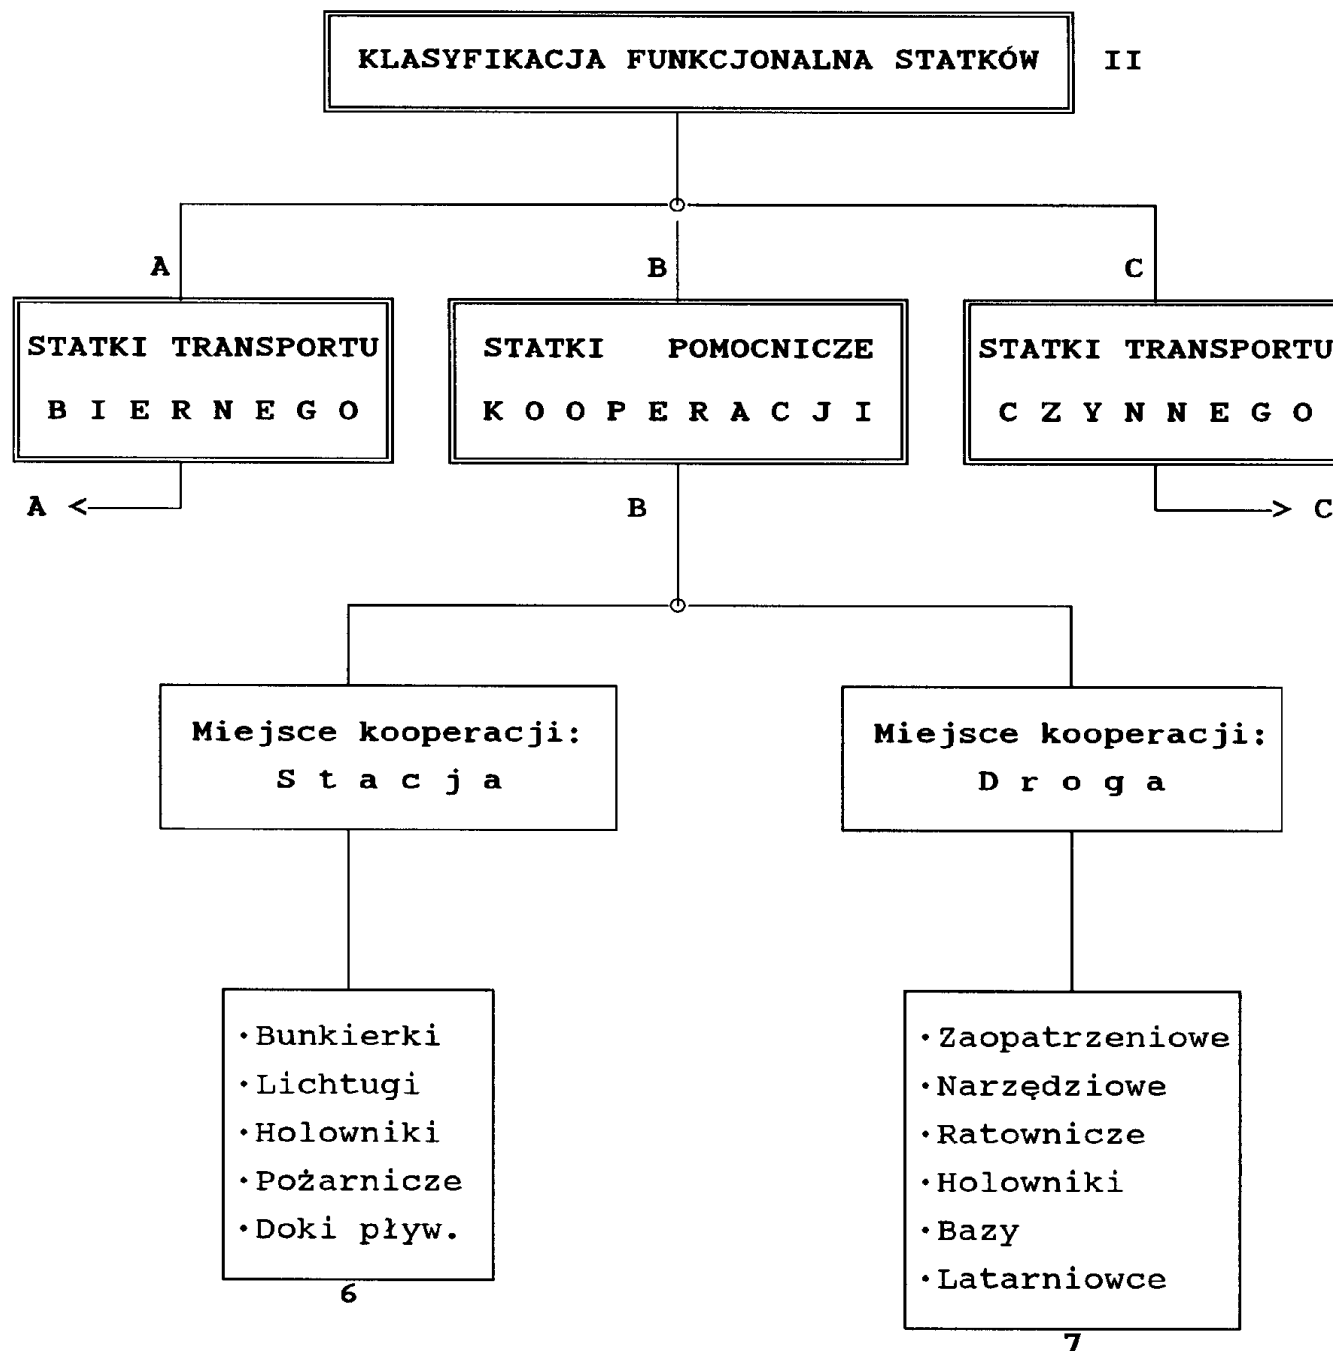 KLASYFIKACJA FUNKCJONALNA STATKÓW II
A B C
STATKI TRANSPORTU
B I E R N E G O
STATKI POMOCNICZE
K O O P E R A C J I
STATKI TRANSPORTU
C Z Y N N E G O
A < B > C
Miejsce kooperacji:
S t a c j a
Miejsce kooperacji:
D r o g a
·Bunkierki
·Lichtugi
·Holowniki
·Pożarnicze
·Doki pływ.
6
·Zaopatrzeniowe
·Narzędziowe
·Ratownicze
·Holowniki
·Bazy
·Latarniowce
7